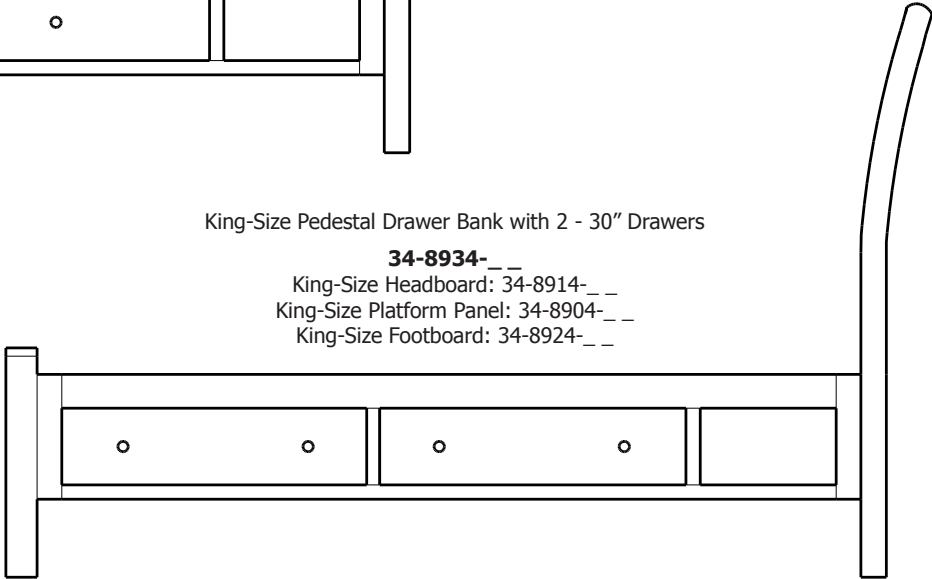 King-Size Pedestal Drawer Bank with 2 - 30” Drawers
34-8934-_ _
King-Size Headboard: 34-8914-_ _
King-Size Platform Panel: 34-8904-_ _
King-Size Footboard: 34-8924-_ _